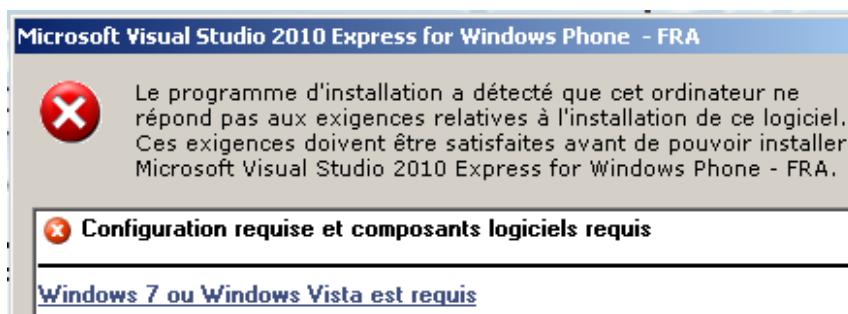 Microsoft Visual Studio 2010 Express for Windows Phone - FRA
Le programme d'installation a détecté que cet ordinateur ne
répond pas aux exigences relatives à l'installation de ce logiciel.
Ces exigences doivent être satisfaites avant de pouvoir installer
Microsoft Visual Studio 2010 Express for Windows Phone - FRA.
Configuration requise et composants logiciels requis
Windows 7 ou Windows Vista est requis